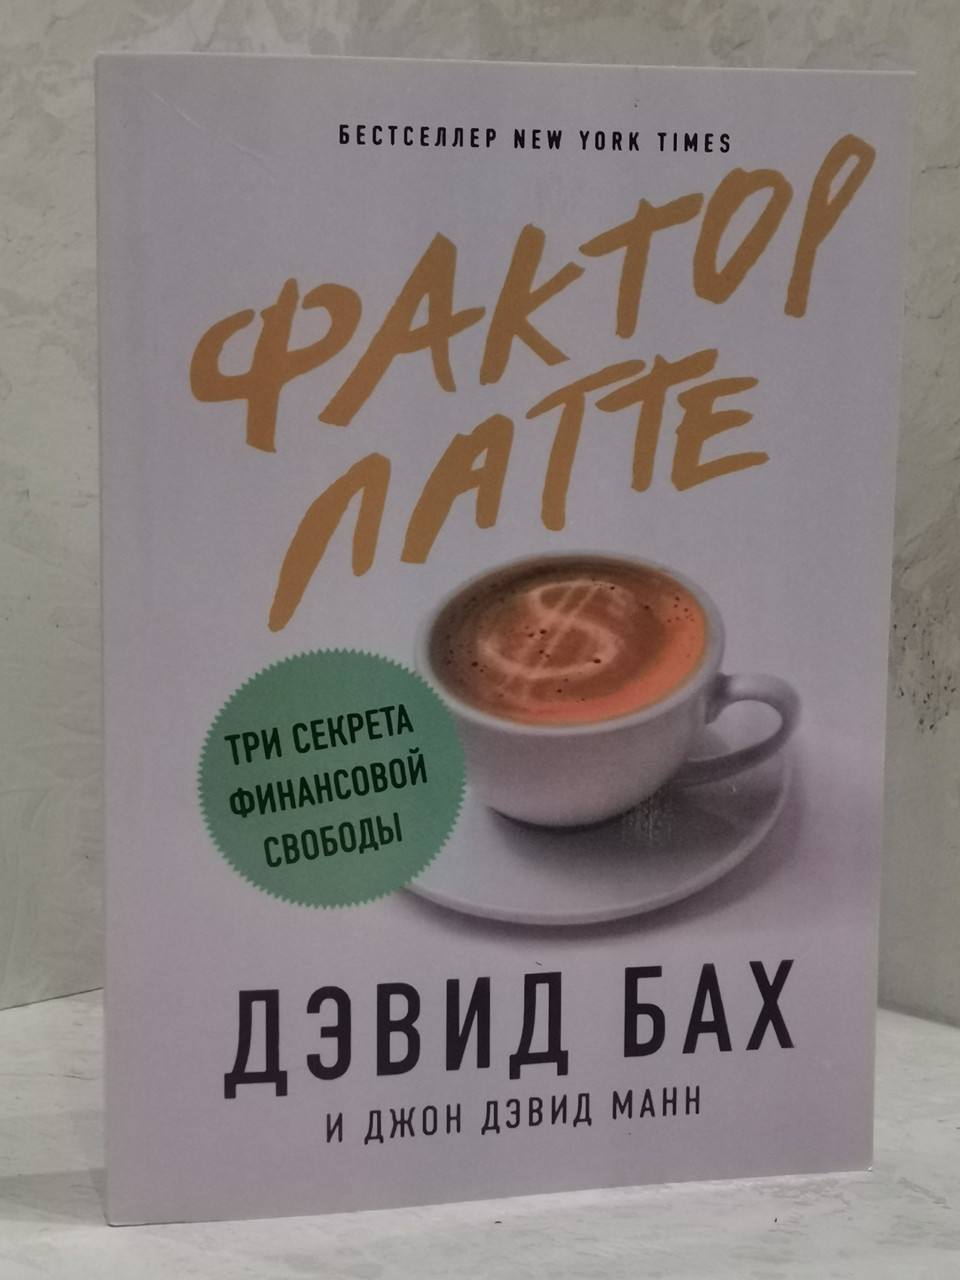 БЕСТСЕЛЛЕР NEW YORK TIMES
ФАКТОР
ЛАТТЕ
ТРИ СЕКРЕТА
ФИНАНСОВОЙ
СВОБОДЫ
ДЭВИД БАХ
И ДЖОН ДЭВИД МАНН